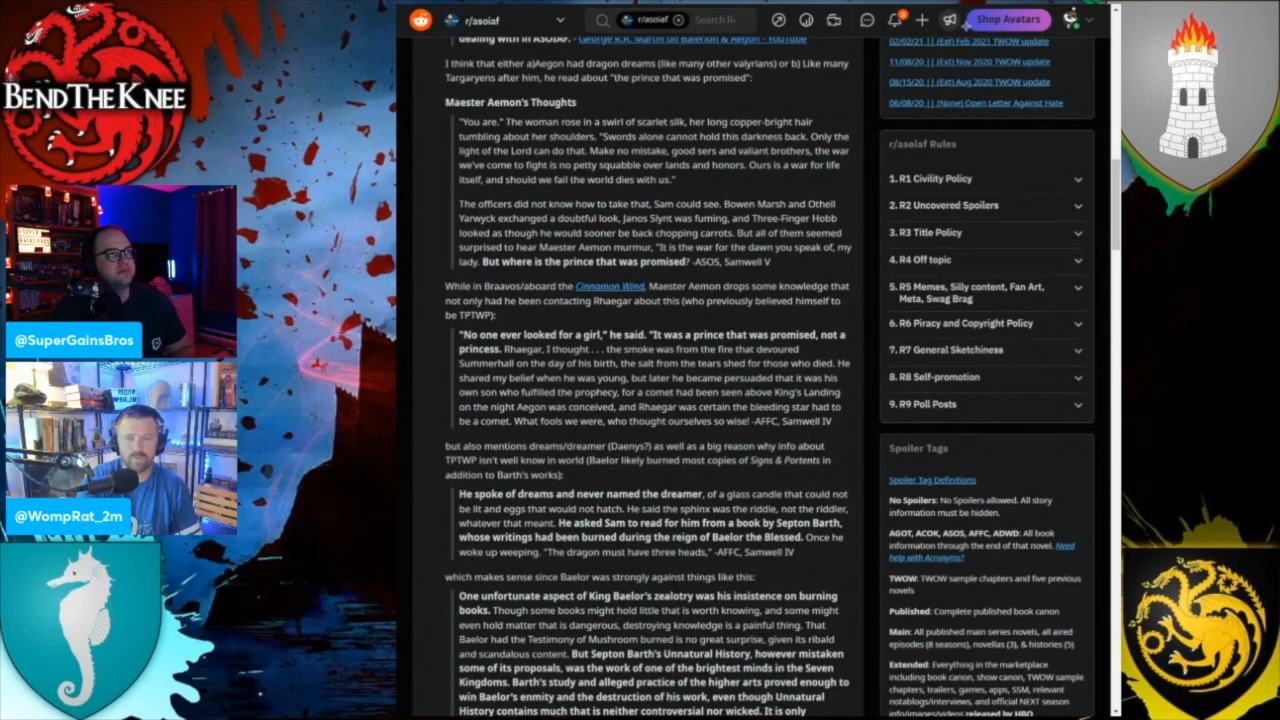 BENDTHEKNEE
@SuperGainsBros
@WompRat_2m
r/asoiaf
r/asoiaf
Search Re
Shop Avatars
dealing with in ASOIAF. - George R.R. Martin on Balerion & Aegon - YouTube
I think that either a)Aegon had dragon dreams (like many other valyrians) or b) Like many
Targaryens after him, he read about "the prince that was promised":
Maester Aemon's Thoughts
"You are." The woman rose in a swirl of scarlet silk, her long copper-bright hair
tumbling about her shoulders. "Swords alone cannot hold this darkness back. Only the
light of the Lord can do that. Make no mistake, good sers and valiant brothers, the war
we've come to fight is no petty squabble over lands and honors. Ours is a war for life
itself, and should we fail the world dies with us."
The officers did not know how to take that, Sam could see. Bowen Marsh and Othell
Yarwyck exchanged a doubtful look, Janos Slynt was fuming, and Three-Finger Hobb
looked as though he would sooner be back chopping carrots. But all of them seemed
surprised to hear Maester Aemon murmur, "It is the war for the dawn you speak of, my
lady. But where is the prince that was promised? -ASOS, Samwell V
While in Braavos/aboard the Cinnamon Wind, Maester Aemon drops some knowledge that
not only had he been contacting Rhaegar about this (who previously believed himself to
be TPTWP):
"No one ever looked for a girl," he said. "It was a prince that was promised, not a
princess. Rhaegar, I thought . . . the smoke was from the fire that devoured
Summerhall on the day of his birth, the salt from the tears shed for those who died. He
shared my belief when he was young, but later he became persuaded that it was his
own son who fulfilled the prophecy, for a comet had been seen above King's Landing
on the night Aegon was conceived, and Rhaegar was certain the bleeding star had to
be a comet. What fools we were, who thought ourselves so wise! -AFFC, Samwell IV
but also mentions dreams/dreamer (Daenys?) as well as a big reason why info about
TPTWP isn't well know in world (Baelor likely burned most copies of Signs & Portents in
addition to Barth's works):
He spoke of dreams and never named the dreamer, of a glass candle that could not
be lit and eggs that would not hatch. He said the sphinx was the riddle, not the riddler,
whatever that meant. He asked Sam to read for him from a book by Septon Barth,
whose writings had been burned during the reign of Baelor the Blessed. Once he
woke up weeping. "The dragon must have three heads," -AFFC, Samwell IV
which makes sense since Baelor was strongly against things like this:
One unfortunate aspect of King Baelor's zealotry was his insistence on burning
books. Though some books might hold little that is worth knowing, and some might
even hold matter that is dangerous, destroying knowledge is a painful thing. That
Baelor had the Testimony of Mushroom burned is no great surprise, given its ribald
and scandalous content. But Septon Barth's Unnatural History, however mistaken
some of its proposals, was the work of one of the brightest minds in the Seven
Kingdoms. Barth's study and alleged practice of the higher arts proved enough to
win Baelor's enmity and the destruction of his work, even though Unnatural
History contains much that is neither controversial nor wicked. It is only
02/02/21 || (Ext) Feb 2021 TWOW update
11/08/20 || (Ext) Nov 2020 TWOW update
08/15/20 || (Ext) Aug 2020 TWOW update
06/08/20 || (None) Open Letter Against Hate
r/asoiaf Rules
1. R1 Civility Policy
2. R2 Uncovered Spoilers
3. R3 Title Policy
4. R4 Off topic
5. R5 Memes, Silly content, Fan Art,
Meta, Swag Brag
6. R6 Piracy and Copyright Policy
7. R7 General Sketchiness
8. R8 Self-promotion
9. R9 Poll Posts
Spoiler Tags
Spoiler Tag Definitions
No Spoilers: No Spoilers allowed. All story
information must be hidden.
AGOT, ACOK, ASOS, AFFC, ADWD: All book
information through the end of that novel. Need
help with Acronyms?
TWOW: TWOW sample chapters and five previous
novels
Published: Complete published book canon
Main: All published main series novels, all aired
episodes (8 seasons), novellas (3), & histories (5)
Extended: Everything in the marketplace
including book canon, show canon, TWOW sample
chapters, trailers, games, apps, SSM, relevant
notablogs/interviews, and official NEXT season
info/images/videos released by HBO